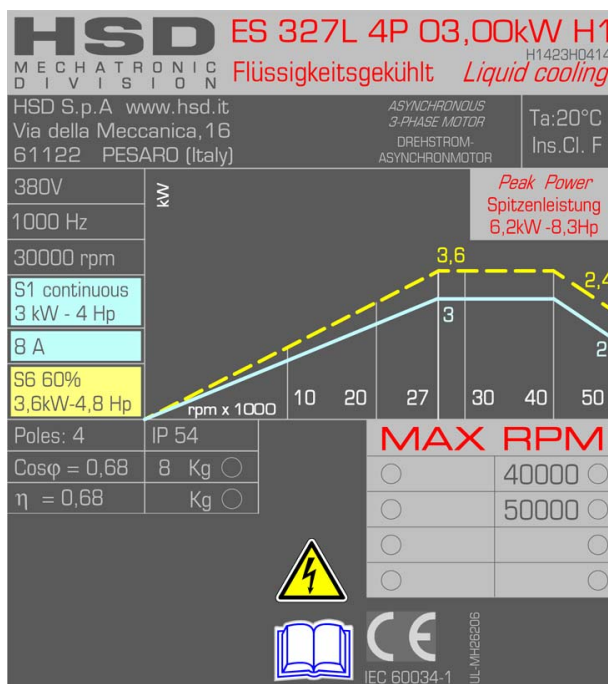 HSD
MECHATRONIC
DIVISION
ES 327L 4P 03,00kW H1
H1423H0414
Flüssigkeitsgekühlt Liquid cooling
HSD S.p.A www.hsd.it
Via della Meccanica,16
61122 PESARO (Italy)
ASYNCHRONOUS
3-PHASE MOTOR
DREHSTROM-
ASYNCHRONMOTOR
Ta:20°C
Ins.Cl. F
380V
1000 Hz
30000 rpm
S1 continuous
3 kW - 4 Hp
8 A
S6 60%
3,6kW-4,8 Hp
kW
Peak Power
Spitzenleistung
6,2kW -8,3Hp
3,6
2,4
3
2
rpm x 1000 10 20 27 30 40 50
Poles: 4 IP 54
Cosφ = 0,68 8 Kg
η = 0,68 Kg
MAX RPM
40000
50000
CE
IEC 60034-1
UL-MH26206